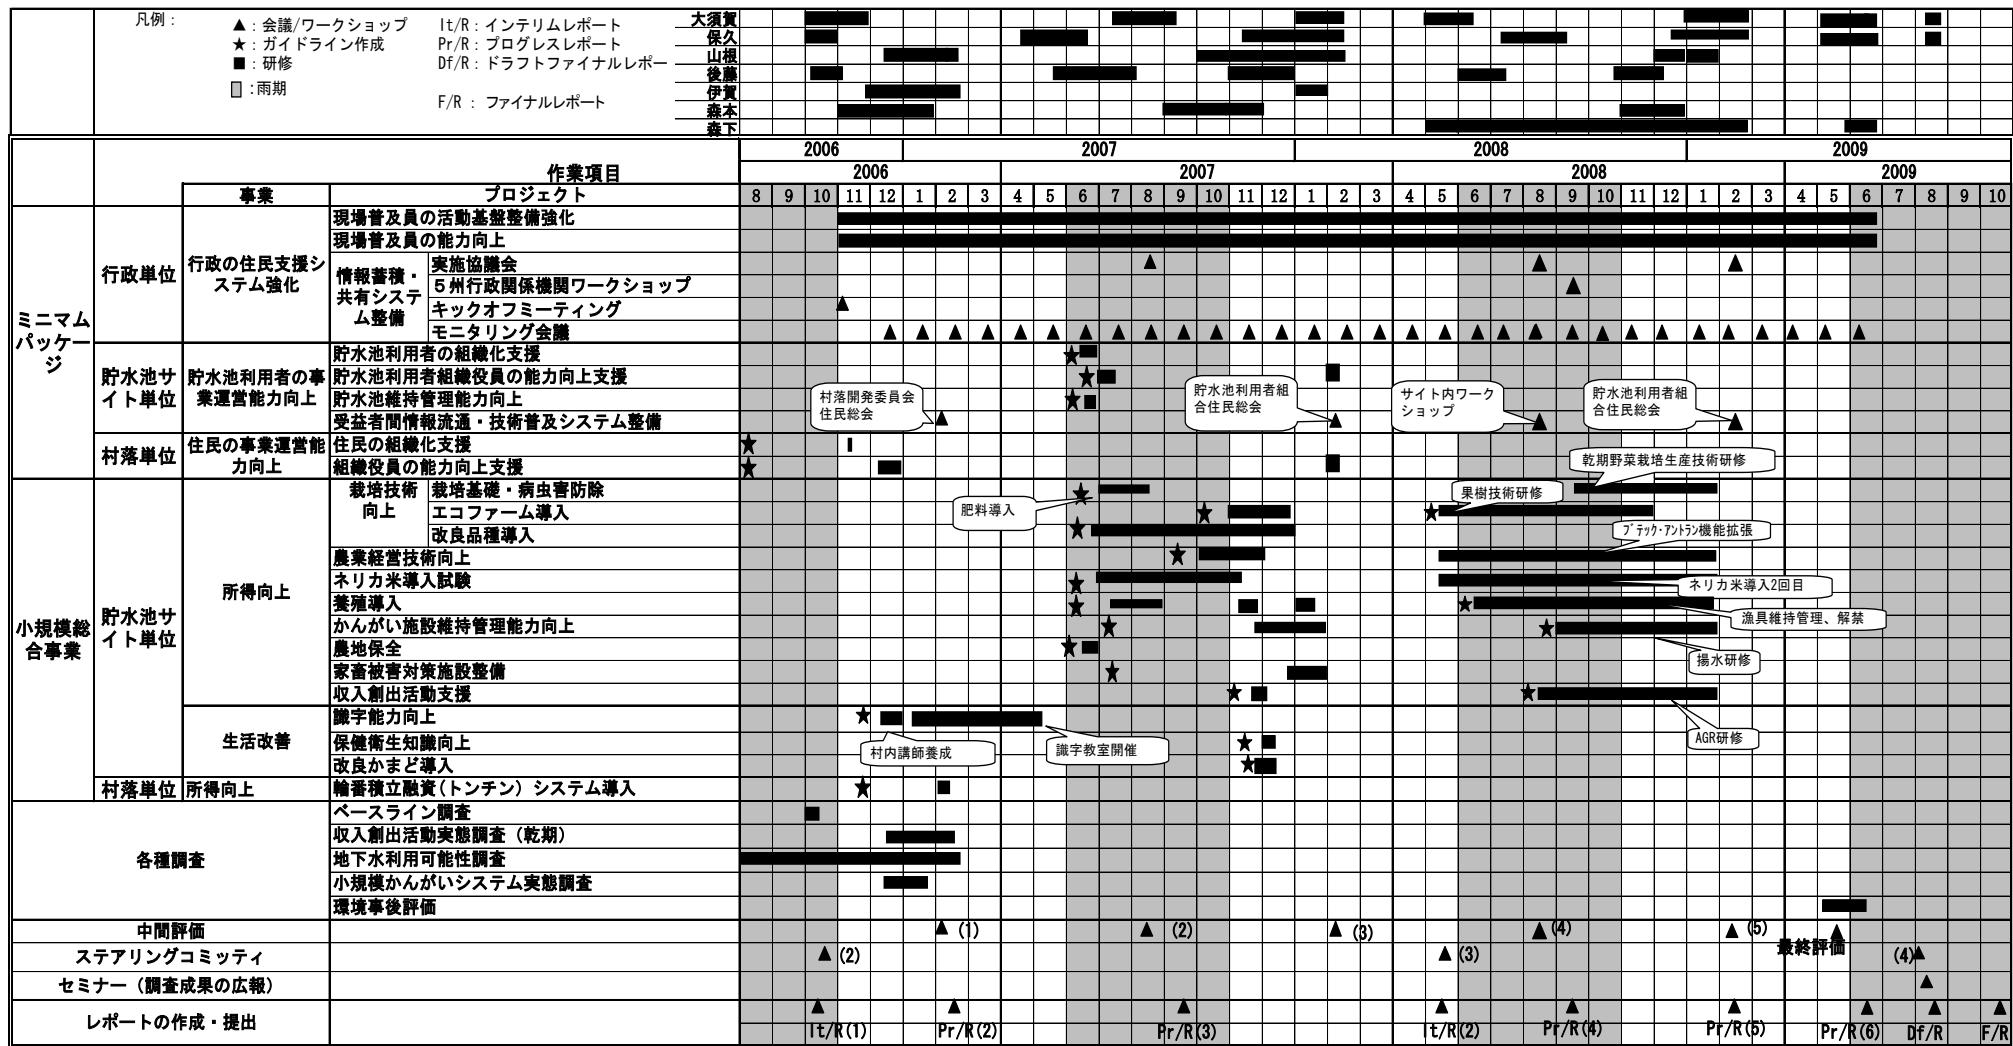 凡例:
▲:会議/ワークショップ It/R:インテリムレポート
★:ガイドライン作成 Pr/R:プログレスレポート
■:研修 Df/R:ドラフトファイナルレポー
:雨期
F/R : ファイナルレポート
大須賀
保久
山根
後藤
伊賀
森本
森下
2006 2007 2008 2009
作業項目 2006 2007 2008 2009
事業 プロジェクト 8 9 10 11 12 1 2 3 4 5 6 7 8 9 10 11 12 1 2 3 4 5 6 7 8 9 10 11 12 1 2 3 4 5 6 7 8 9 10
ミニマム
パッケー
ジ
行政単位
行政の住民支援シ
ステム強化
現場普及員の活動基盤整備強化
現場普及員の能力向上
情報蓄積・
共有システ
ム整備
実施協議会
5州行政関係機関ワークショップ
キックオフミーティング
モニタリング会議
貯水池サ
イト単位
貯水池利用者の事
業運営能力向上
貯水池利用者の組織化支援
貯水池利用者組織役員の能力向上支援
貯水池維持管理能力向上
受益者間情報流通・技術普及システム整備
村落開発委員会
住民総会
貯水池利用者組
合住民総会
サイト内ワーク
ショップ
貯水池利用者組
合住民総会
村落単位
住民の事業運営能
力向上
住民の組織化支援
組織役員の能力向上支援
乾期野菜栽培生産技術研修
小規模総
合事業
貯水池サ
イト単位
所得向上
栽培技術
向上
栽培基礎・病虫害防除
エコファーム導入
改良品種導入
肥料導入
果樹技術研修
ブテック・アントラン機能拡張
農業経営技術向上
ネリカ米導入試験
ネリカ米導入2回目
養殖導入
漁具維持管理、解禁
かんがい施設維持管理能力向上
揚水研修
農地保全
家畜被害対策施設整備
収入創出活動支援
AGR研修
生活改善
識字能力向上
村内講師養成
識字教室開催
保健衛生知識向上
改良かまど導入
村落単位 所得向上 輪番積立融資(トンチン) システム導入
各種調査
ベースライン調査
収入創出活動実態調査(乾期)
地下水利用可能性調査
小規模かんがいシステム実態調査
環境事後評価
中間評価 (1) (2) (3) (4) (5)
最終評価
ステアリングコミッティ (2) (3) (4)
セミナー(調査成果の広報)
レポートの作成・提出
It/R(1) Pr/R(2) Pr/R(3) It/R(2) Pr/R(4) Pr/R(5) Pr/R(6) Df/R F/R